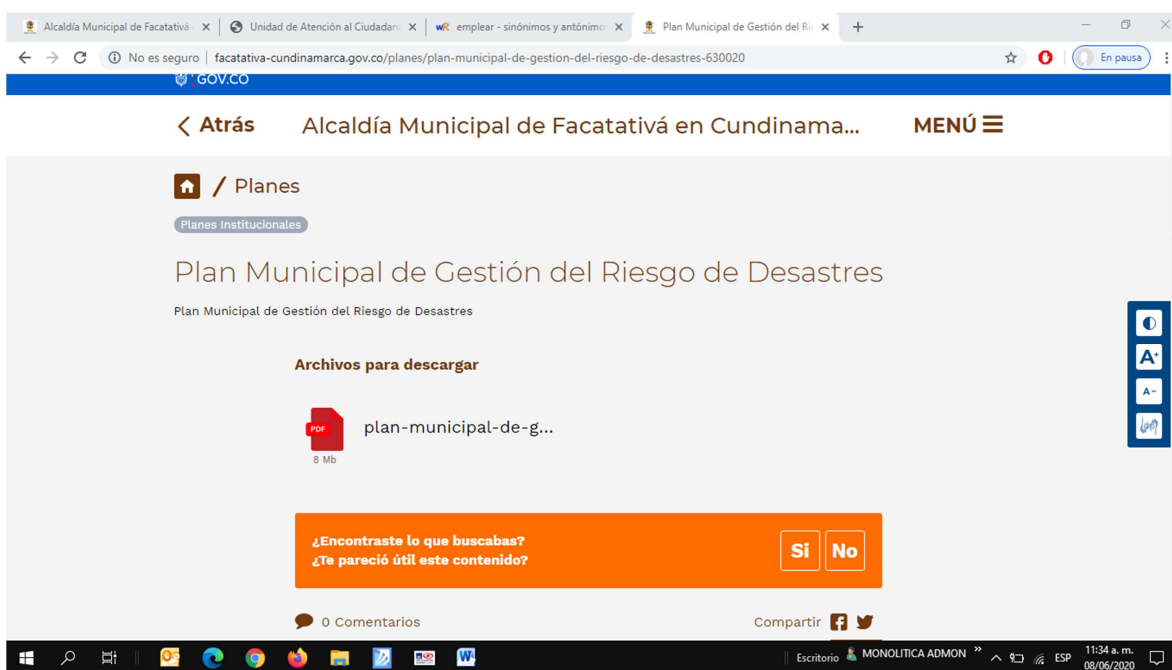 Alcaldía Municipal de Facatativá
Unidad de Atención al Ciudadan
wR emplear - sinónimos y antónimo
Plan Municipal de Gestión del Ri
No es seguro | facatativa-cundinamarca.gov.co/planes/plan-municipal-de-gestion-del-riesgo-de-desastres-630020
En pausa
GOV.CO
Atrás
Alcaldía Municipal de Facatativá en Cundinama...
MENÚ
/ Planes
Planes Institucionales
Plan Municipal de Gestión del Riesgo de Desastres
Plan Municipal de Gestión del Riesgo de Desastres
Archivos para descargar
PDF
plan-municipal-de-g...
8 Mb
¿Encontraste lo que buscabas?
¿Te pareció útil este contenido?
Si
No
0 Comentarios
Compartir
A+
A-
Escritorio
MONOLITICA ADMON
ESP
11:34 a. m.
08/06/2020